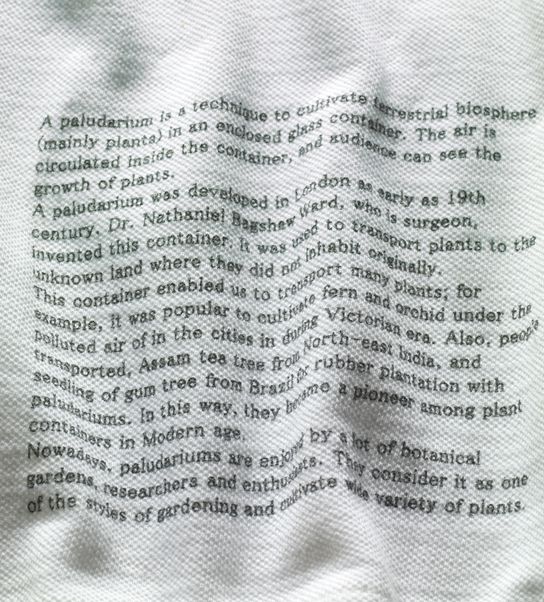 A paludarium is a technique to cultivate terrestrial biosphere
(mainly plants) in an enclosed glass container. The air is
circulated inside the container, and audience can see the
growth of plants.
A paludarium was developed in London as early as 19th
century. Dr. Nathaniel Bagshaw Ward, who is surgeon,
invented this container. It was used to transport plants to the
unknown land where they did not inhabit originally.
This container enabled us to transport many plants; for
example, it was popular to cultivate fern and orchid under the
polluted air of in the cities in during Victorian era. Also, people
transported, Assam tea tree from North-east India, and
seedling of gum tree from Brazil for rubber plantation with
paludariums. In this way, they became a pioneer among plant
containers in Modern age.
Nowadays, paludariums are enjoyed by a lot of botanical
gardens, researchers and enthusiasts. They consider it as one
of the styles of gardening and cultivate wide variety of plants.